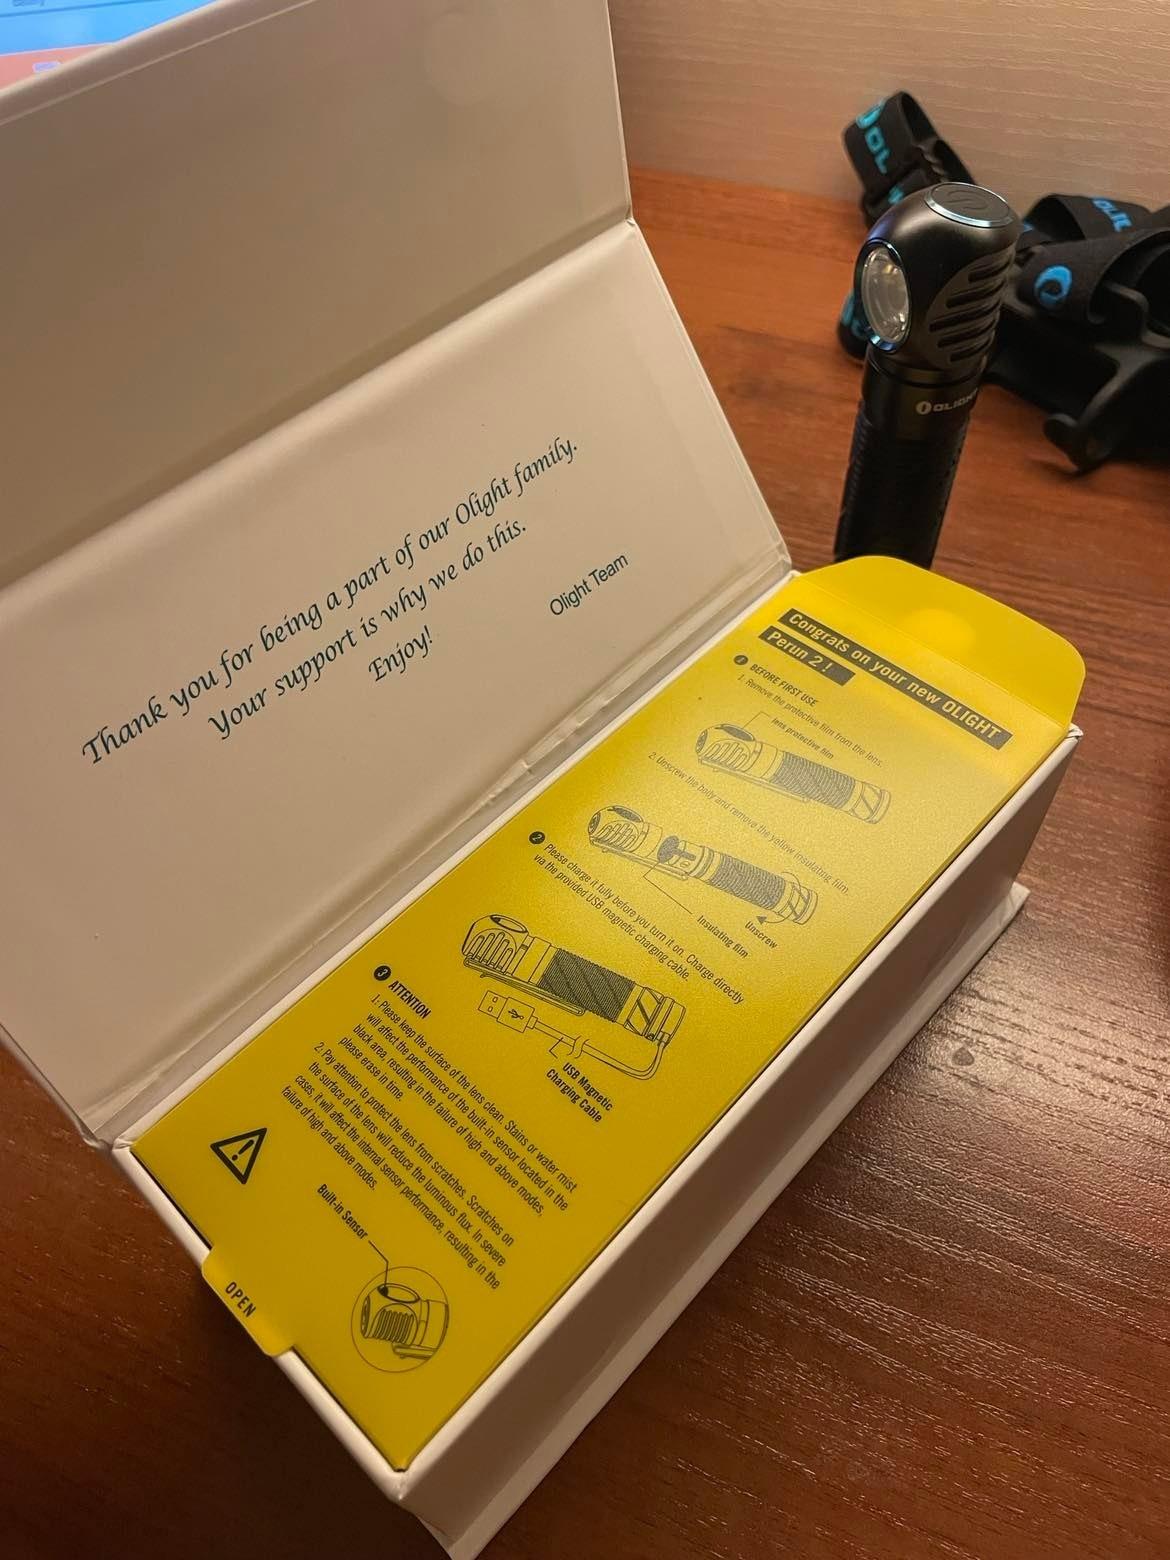 Thank you for being a part of our Olight family.
Your support is why we do this.
Enjoy!
Olight Team
OLIGHT
Congrats on your new OLIGHT
Perun 2 !
1 BEFORE FIRST USE
1. Remove the protective film from the lens.
lens protective film
2. Unscrew the body and remove the yellow insulating film.
Insulating film
Unscrew
2 Please charge it fully before you turn it on. Charge directly
via the provided USB magnetic charging cable.
USB Magnetic
Charging Cable
3 ATTENTION
1. Please keep the surface of the lens clean. Stains or water mist
will affect the performance of the built-in sensor located in the
black area, resulting in the failure of high and above modes,
please erase in time.
2. Pay attention to protect the lens from scratches. Scratches on
the surface of the lens will reduce the luminous flux. In severe
cases, it will affect the internal sensor performance, resulting in the
failure of high and above modes.
Built-in Sensor
OPEN